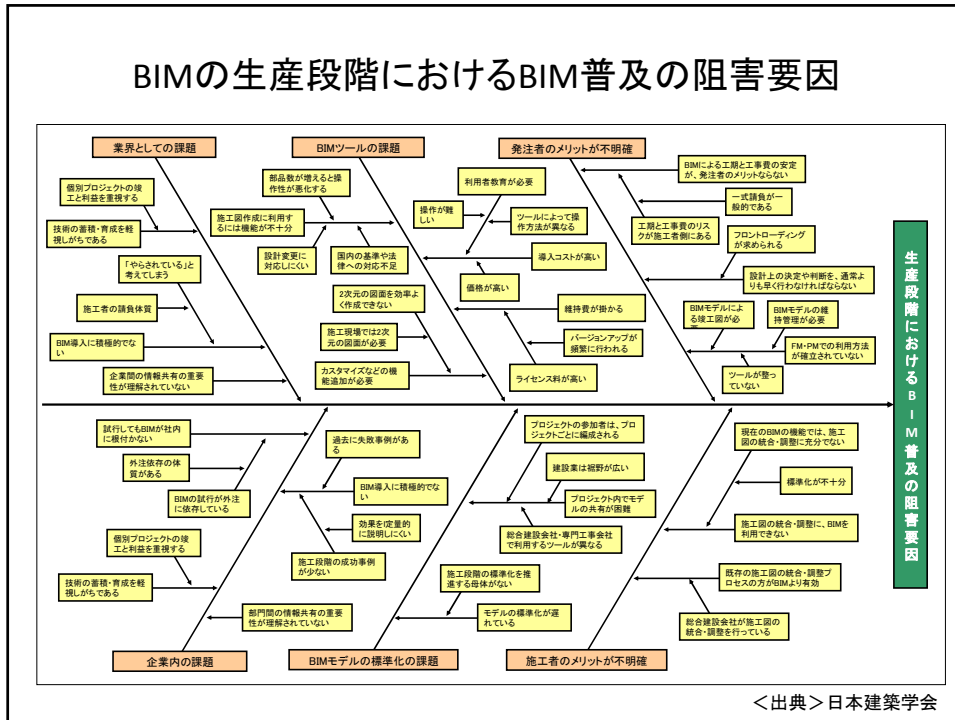 BIMの生産段階におけるBIM普及の阻害要因
業界としての課題
BIMツールの課題
発注者のメリットが不明確
個別プロジェクトの竣
工と利益を重視する
技術の蓄積・育成を軽
視しがちである
「やらされている」と
考えてしまう
施工者の請負体質
BIM導入に積極的でな
い
企業間の情報共有の重要
性が理解されていない
部品数が増えると操
作性が悪化する
施工図作成に利用す
るには機能が不十分
設計変更に
対応しにくい
国内の基準や法
律への対応不足
2次元の図面を効率よ
く作成できない
施工現場では2次
元の図面が必要
カスタマイズなどの機
能追加が必要
利用者教育が必要
操作が難
しい
ツールによって操
作方法が異なる
導入コストが高い
価格が高い
維持費が掛かる
バージョンアップが
頻繁に行われる
ライセンス料が高い
BIMによる工期と工事費の安定
が、発注者のメリットならない
一式請負が一
般的である
工期と工事費のリス
クが施工者側にある
フロントローディング
が求められる
設計上の決定や判断を、通常よ
りも早く行わなければならない
BIMモデルによ
る竣工図が必
要
BIMモデルの維
持管理が必要
FM・PMでの利用方法
が確立されていない
ツールが整っ
ていない
生産段階におけるBIM普及の阻害要因
試行してもBIMが社内
に根付かない
外注依存の体
質がある
BIMの試行が外注
に依存している
個別プロジェクトの竣
工と利益を重視する
技術の蓄積・育成を軽
視しがちである
部門間の情報共有の重要
性が理解されていない
過去に失敗事例があ
る
BIM導入に積極的でな
い
効果を定量的
に説明しにくい
施工段階の成功事例
が少ない
プロジェクトの参加者は、プロ
ジェクトごとに編成される
建設業は裾野が広い
プロジェクト内でモデ
ルの共有が困難
総合建設会社・専門工事会社
で利用するツールが異なる
施工段階の標準化を推
進する母体がない
モデルの標準化が遅
れている
現在のBIMの機能では、施工
図の統合・調整に充分でない
標準化が不十分
施工図の統合・調整に、BIMを
利用できない
既存の施工図の統合・調整プ
ロセスの方がBIMより有効
総合建設会社が施工図の
統合・調整を行っている
企業内の課題
BIMモデルの標準化の課題
施工者のメリットが不明確
＜出典＞日本建築学会